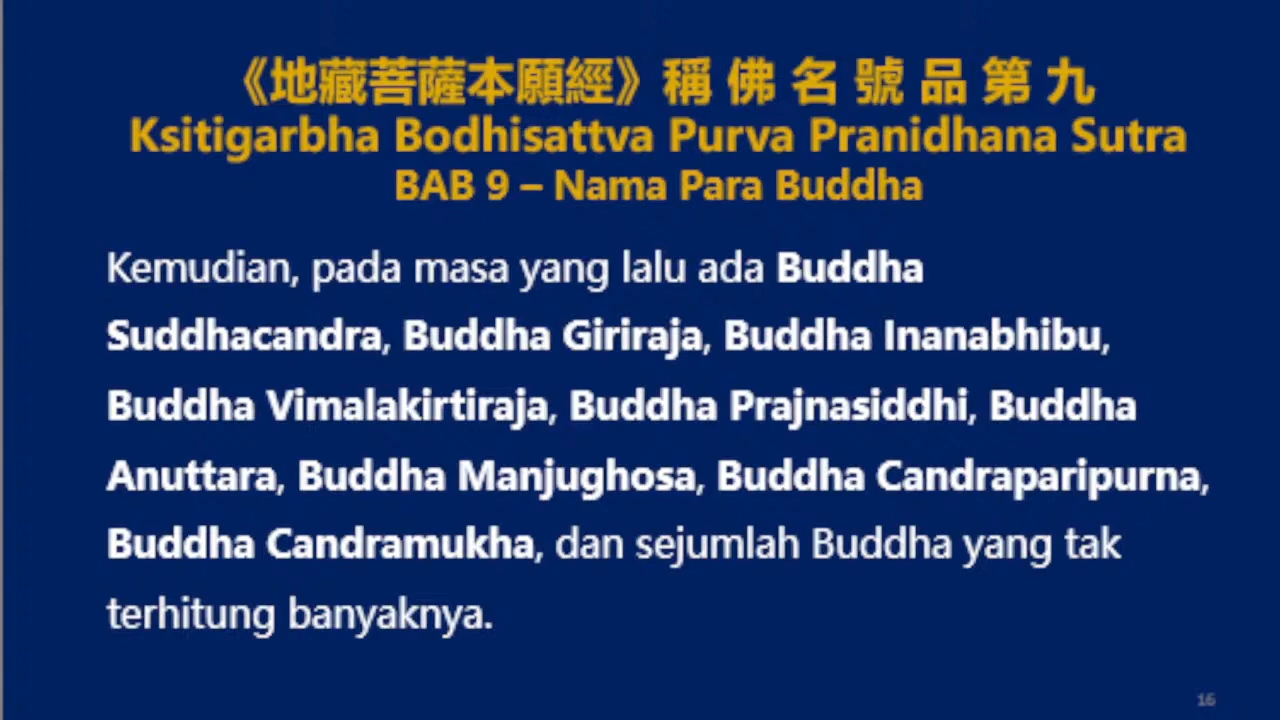 《地藏菩薩本願經》稱 佛 名 號 品 第 九
Ksitigarbha Bodhisattva Purva Pranidhana Sutra
BAB 9 – Nama Para Buddha
Kemudian, pada masa yang lalu ada Buddha
Suddhacandra, Buddha Giriraja, Buddha Inanabhibu,
Buddha Vimalakirtiraja, Buddha Prajnasiddhi, Buddha
Anuttara, Buddha Manjughosa, Buddha Candraparipurna,
Buddha Candramukha, dan sejumlah Buddha yang tak
terhitung banyaknya.
16